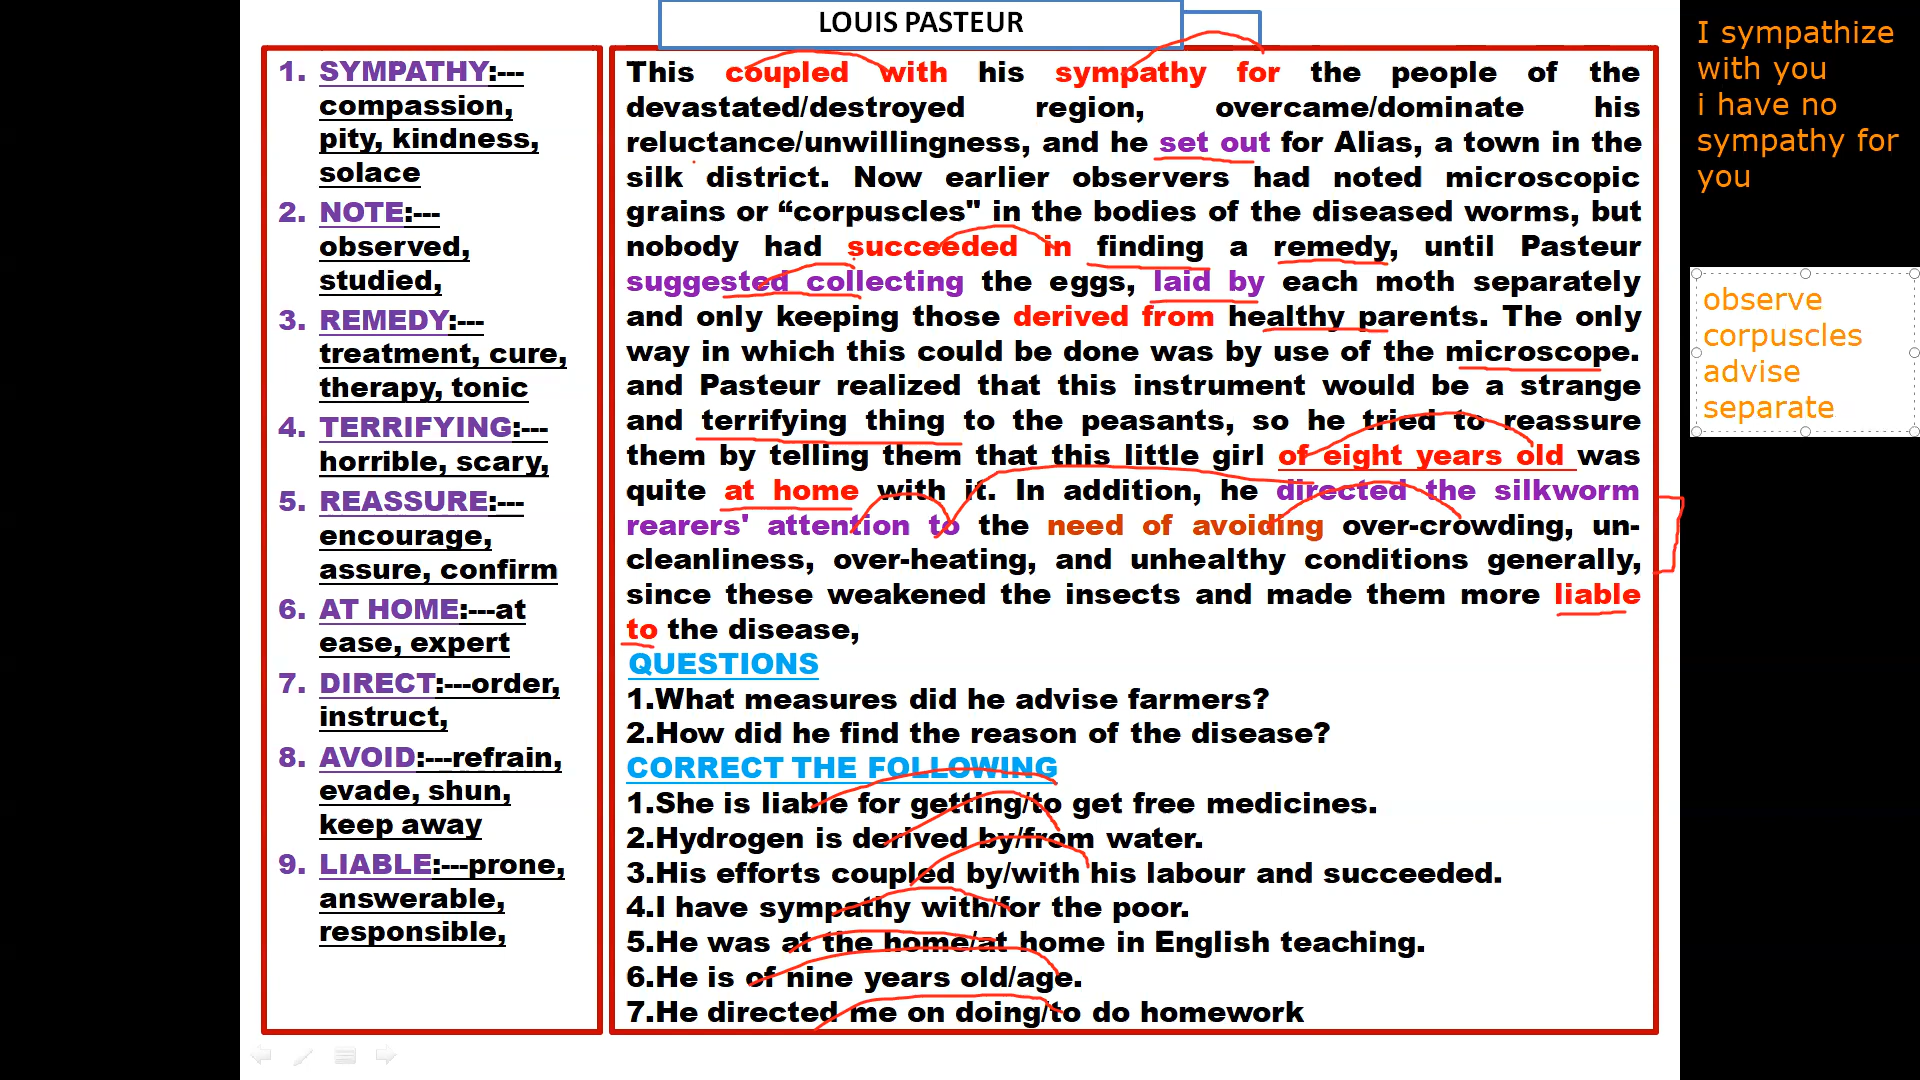 LOUIS PASTEUR
1. SYMPATHY:---
compassion,
pity, kindness,
solace
2. NOTE:---
observed,
studied,
3. REMEDY:---
treatment, cure,
therapy, tonic
4. TERRIFYING:---
horrible, scary,
5. REASSURE:---
encourage,
assure, confirm
6. AT HOME:---at
ease, expert
7. DIRECT:---order,
instruct,
8. AVOID:---refrain,
evade, shun,
keep away
9. LIABLE:---prone,
answerable,
responsible,
This coupled with his sympathy for the people of the
devastated/destroyed region, overcame/dominate his
reluctance/unwillingness, and he set out for Alias, a town in the
silk district. Now earlier observers had noted microscopic
grains or “corpuscles" in the bodies of the diseased worms, but
nobody had succeeded in finding a remedy, until Pasteur
suggested collecting the eggs, laid by each moth separately
and only keeping those derived from healthy parents. The only
way in which this could be done was by use of the microscope.
and Pasteur realized that this instrument would be a strange
and terrifying thing to the peasants, so he tried to reassure
them by telling them that this little girl of eight years old was
quite at home with it. In addition, he directed the silkworm
rearers' attention to the need of avoiding over-crowding, un-
cleanliness, over-heating, and unhealthy conditions generally,
since these weakened the insects and made them more liable
to the disease,
QUESTIONS
1.What measures did he advise farmers?
2.How did he find the reason of the disease?
CORRECT THE FOLLOWING
1.She is liable for getting/to get free medicines.
2.Hydrogen is derived by/from water.
3.His efforts coupled by/with his labour and succeeded.
4.I have sympathy with/for the poor.
5.He was at the home/at home in English teaching.
6.He is of nine years old/age.
7.He directed me on doing/to do homework
I sympathize
with you
i have no
sympathy for
you
observe
corpuscles
advise
separate